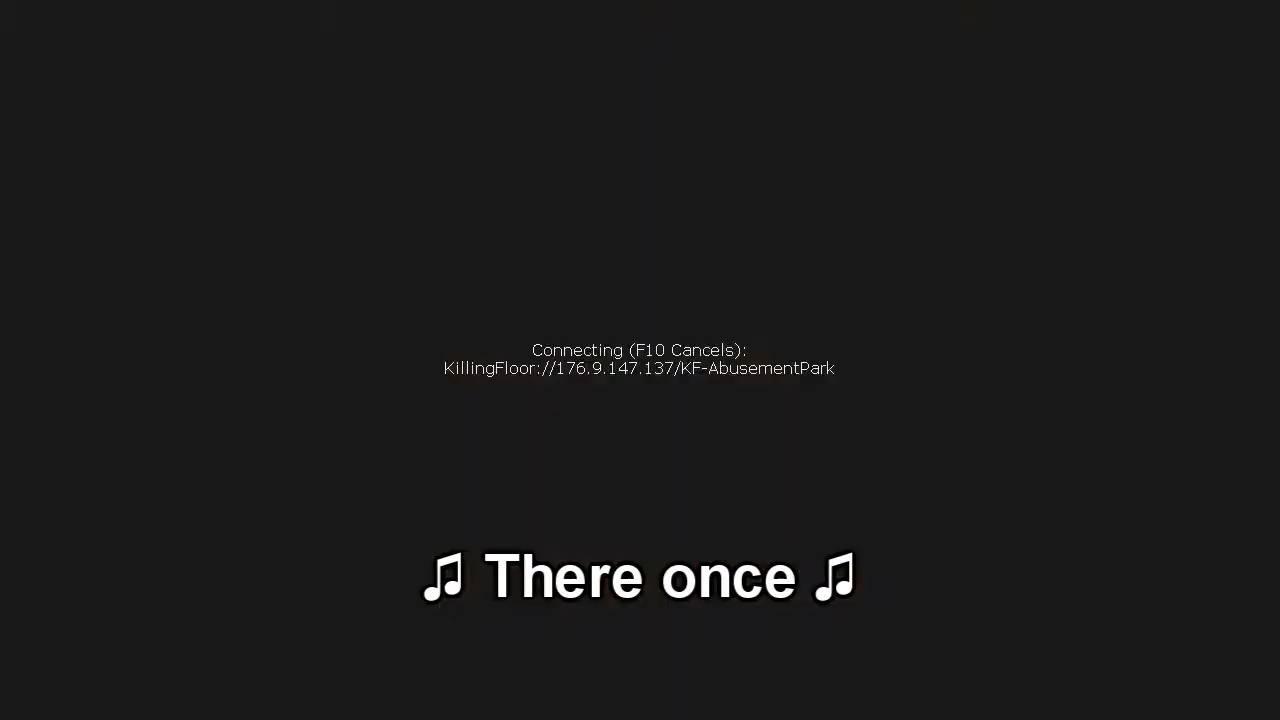 Connecting (F10 Cancels):
KillingFloor://176.9.147.137/KF-AbusementPark
♫ There once ♫